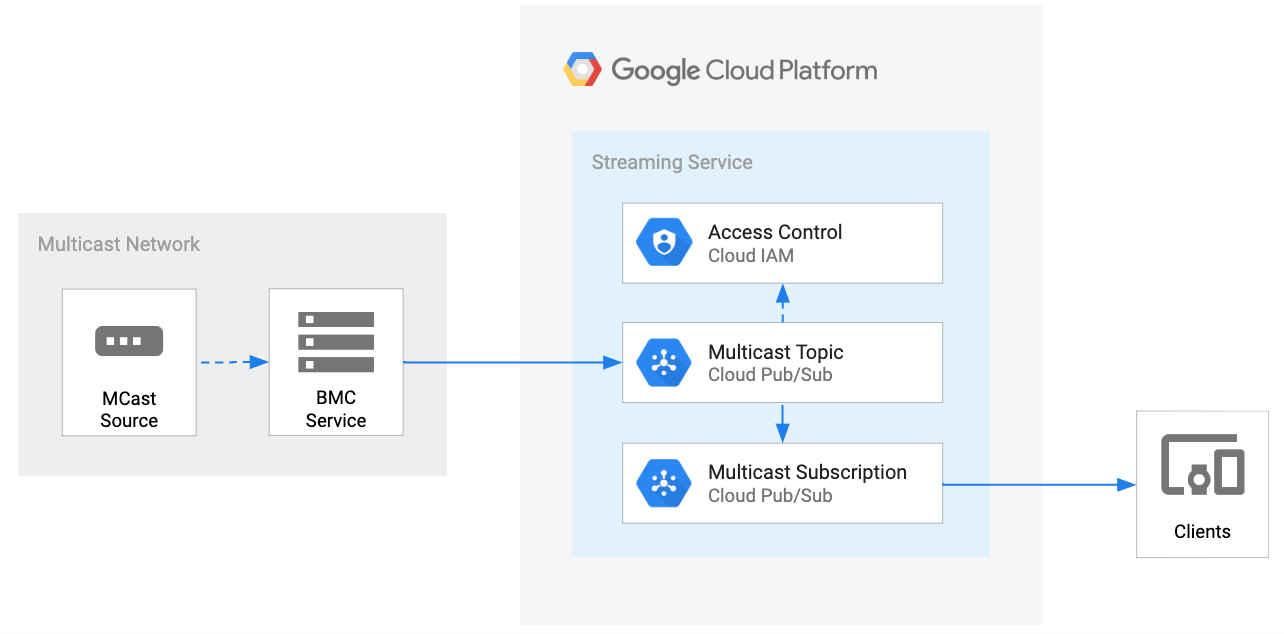 Google Cloud Platform
Streaming Service
Multicast Network
Access Control
Cloud IAM
MCast
Source
BMC
Service
Multicast Topic
Cloud Pub/Sub
Multicast Subscription
Cloud Pub/Sub
Clients